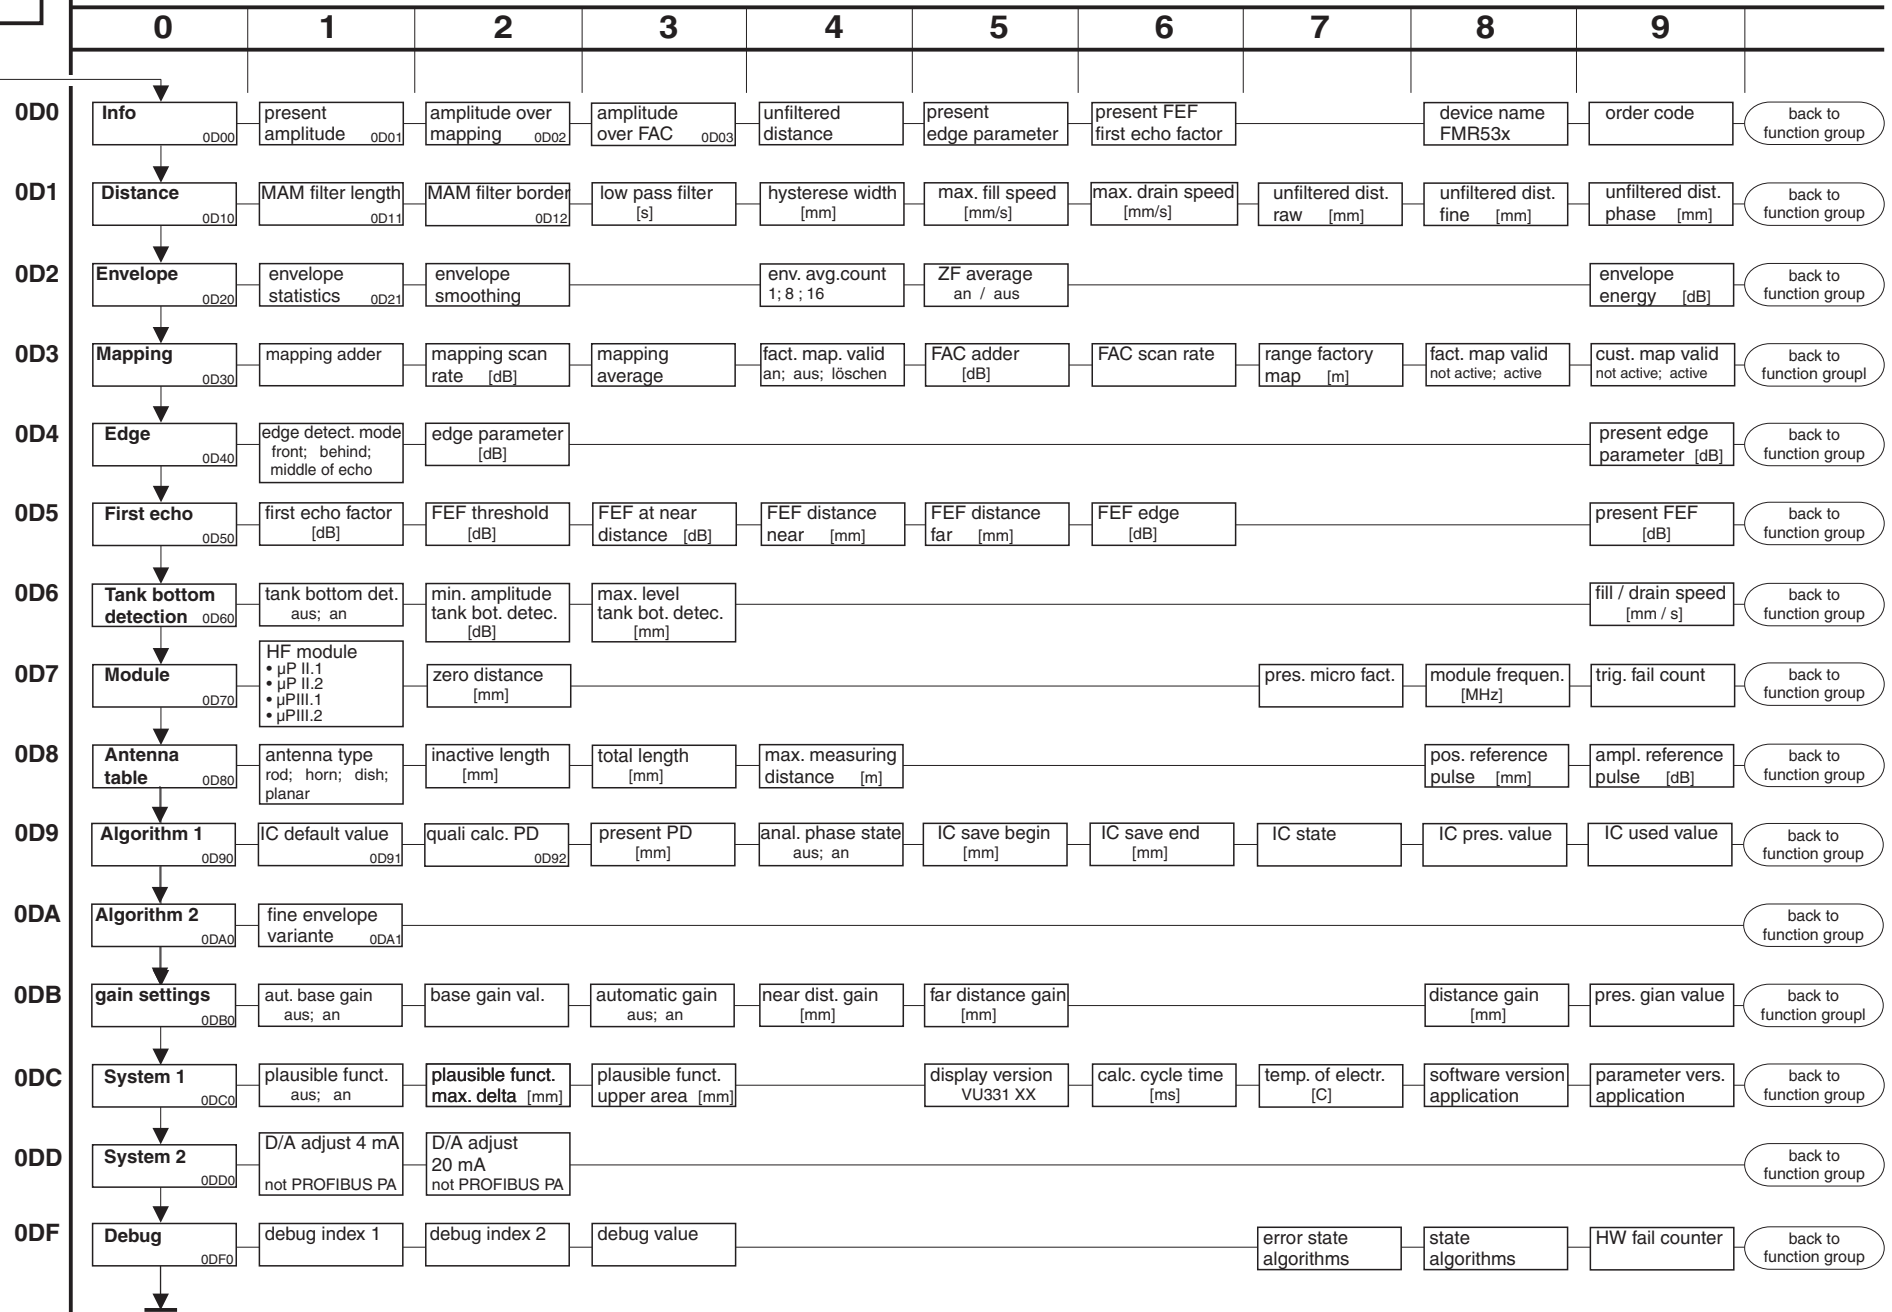 0 1 2 3 4 5 6 7 8 9
0D0
Info
0D00
present
amplitude 0D01
amplitude over
mapping 0D02
amplitude
over FAC 0D03
unfiltered
distance
present
edge parameter
present FEF
first echo factor
device name
FMR53x
order code
back to
function group
0D1
Distance
0D10
MAM filter length
0D11
MAM filter border
0D12
low pass filter
[s]
hysterese width
[mm]
max. fill speed
[mm/s]
max. drain speed
[mm/s]
unfiltered dist.
raw [mm]
unfiltered dist.
fine [mm]
unfiltered dist.
phase [mm]
back to
function group
0D2
Envelope
0D20
envelope
statistics 0D21
envelope
smoothing
env. avg.count
1; 8 ; 16
ZF average
an / aus
envelope
energy [dB]
back to
function group
0D3
Mapping
0D30
mapping adder
mapping scan
rate [dB]
mapping
average
fact. map. valid
an; aus; löschen
FAC adder
[dB]
FAC scan rate
range factory
map [m]
fact. map valid
not active; active
cust. map valid
not active; active
back to
function groupl
0D4
Edge
0D40
edge detect. mode
front; behind;
middle of echo
edge parameter
[dB]
present edge
parameter [dB]
back to
function group
0D5
First echo
0D50
first echo factor
[dB]
FEF threshold
[dB]
FEF at near
distance [dB]
FEF distance
near [mm]
FEF distance
far [mm]
FEF edge
[dB]
present FEF
[dB]
back to
function group
0D6
Tank bottom
detection 0D60
tank bottom det.
aus; an
min. amplitude
tank bot. detec.
[dB]
max. level
tank bot. detec.
[mm]
fill / drain speed
[mm / s]
back to
function group
0D7
Module
0D70
HF module
• µP II.1
• µP II.2
• µPIII.1
• µPIII.2
zero distance
[mm]
pres. micro fact.
module frequen.
[MHz]
trig. fail count
back to
function group
0D8
Antenna
table 0D80
antenna type
rod; horn; dish;
planar
inactive length
[mm]
total length
[mm]
max. measuring
distance [m]
pos. reference
pulse [mm]
ampl. reference
pulse [dB]
back to
function group
0D9
Algorithm 1
0D90
IC default value
0D91
quali calc. PD
0D92
present PD
[mm]
anal. phase state
aus; an
IC save begin
[mm]
IC save end
[mm]
IC state
IC pres. value
IC used value
back to
function group
0DA
Algorithm 2
0DA0
fine envelope
variante 0DA1
back to
function group
0DB
gain settings
0DB0
aut. base gain
aus; an
base gain val.
automatic gain
aus; an
near dist. gain
[mm]
far distance gain
[mm]
distance gain
[mm]
pres. gian value
back to
function groupl
0DC
System 1
0DC0
plausible funct.
aus; an
plausible funct.
max. delta [mm]
plausible funct.
upper area [mm]
display version
VU331 XX
calc. cycle time
[ms]
temp. of electr.
[C]
software version
application
parameter vers.
application
back to
function group
0DD
System 2
0DD0
D/A adjust 4 mA
not PROFIBUS PA
D/A adjust
20 mA
not PROFIBUS PA
back to
function group
0DF
Debug
0DF0
debug index 1
debug index 2
debug value
error state
algorithms
state
algorithms
HW fail counter
back to
function group